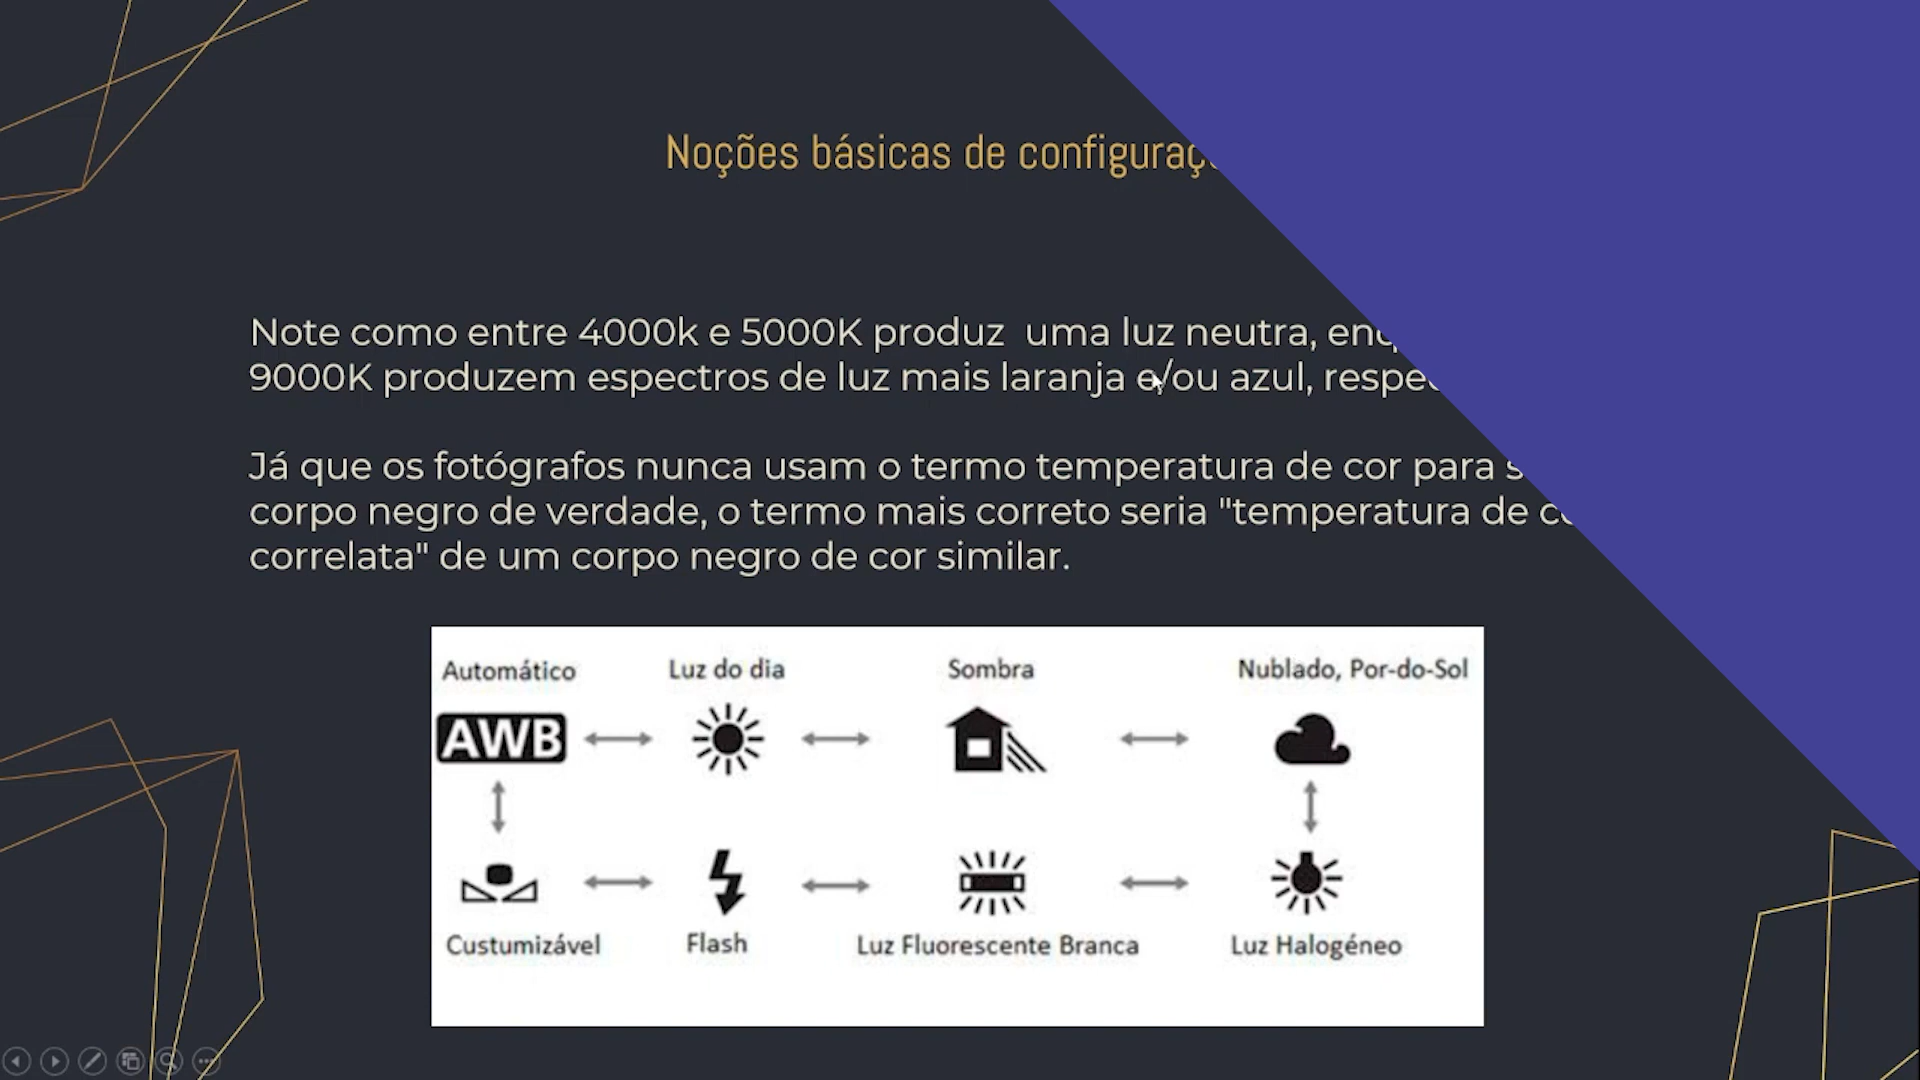 Noções básicas de
Note como entre 4000k e 5000K produz uma luz neutra,
9000K produzem espectros de luz mais laranja e/ou azul,
Já que os fotógrafos nunca usam o termo temperatura de cor para
corpo negro de verdade, o termo mais correto seria "temperatura de
correlata" de um corpo negro de cor similar.
Automático Luz do dia Sombra Nublado, Por-do-Sol
AWB
Custumizável Flash Luz Fluorescente Branca Luz Halogéneo